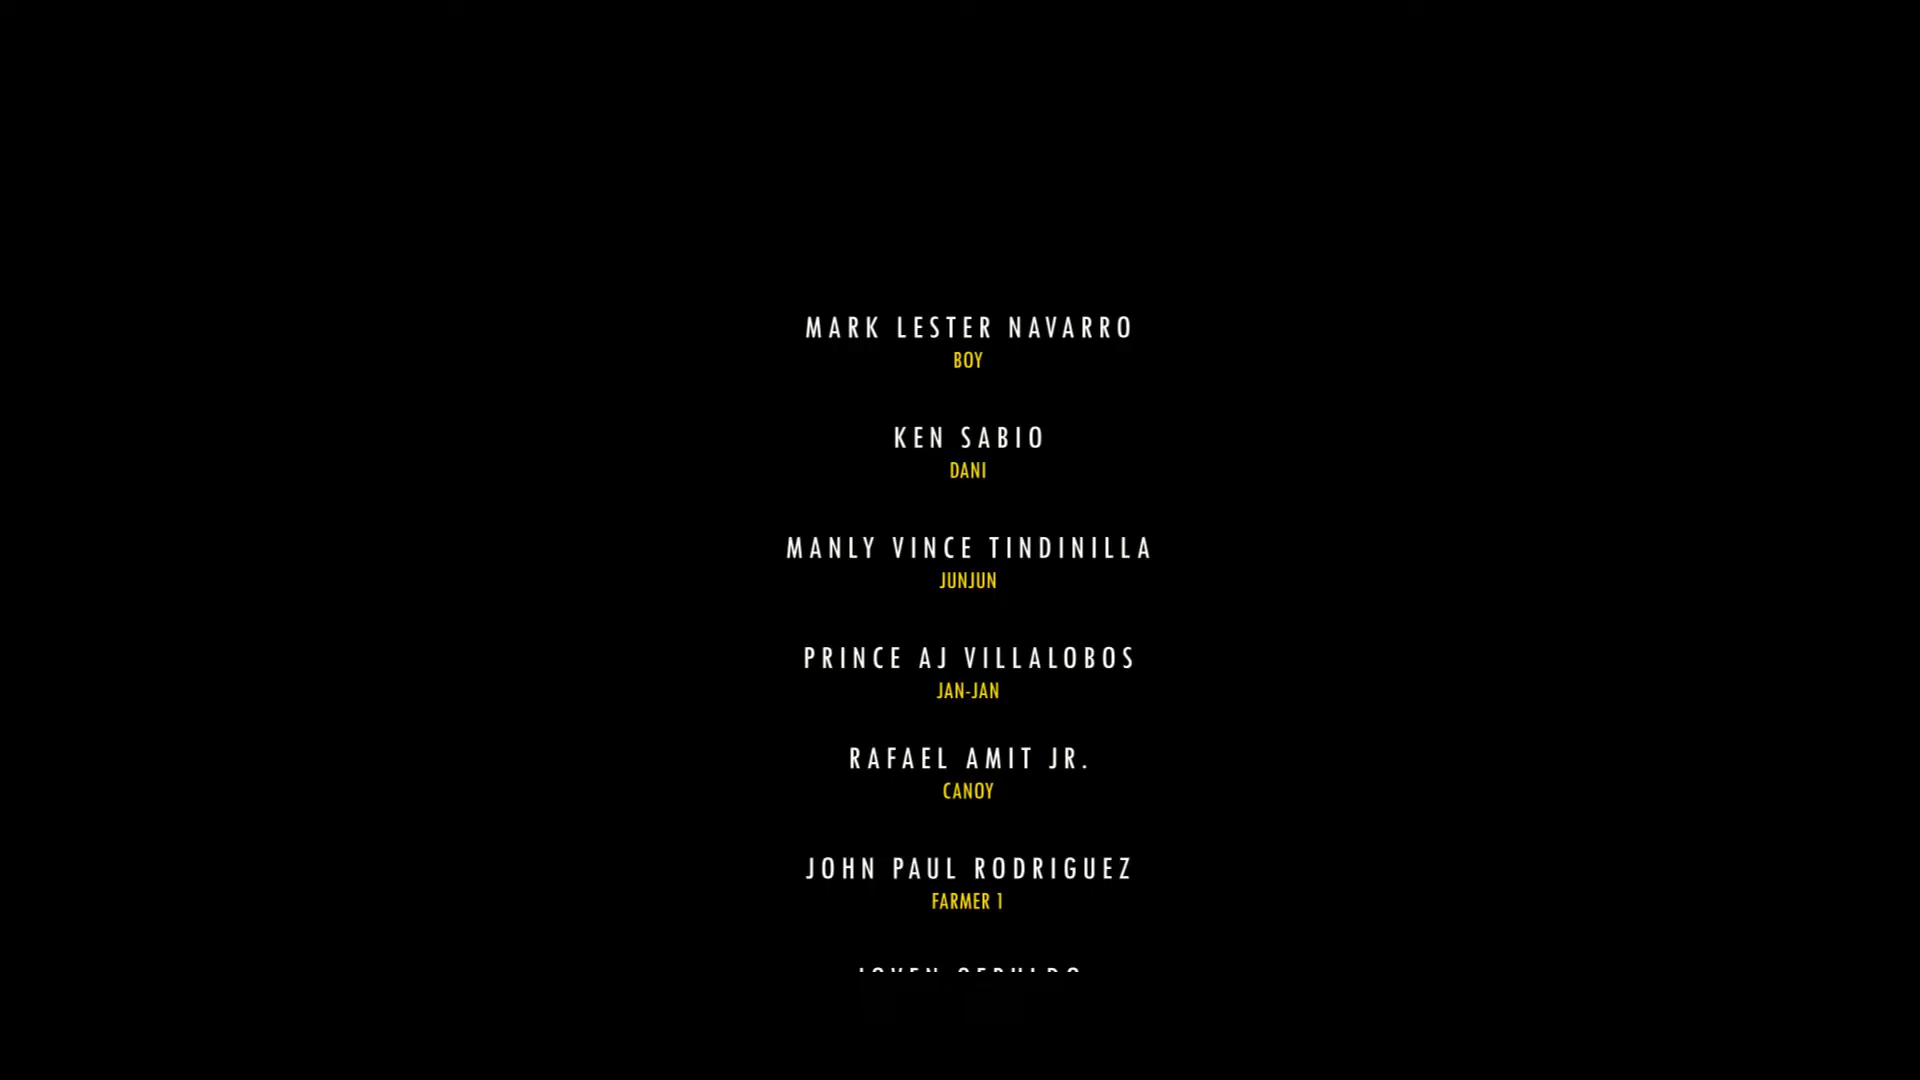 MARK LESTER NAVARRO
BOY
KEN SABIO
DANI
MANLY VINCE TINDINILLA
JUNJUN
PRINCE AJ VILLALOBOS
JAN-JAN
RAFAEL AMIT JR.
CANOY
JOHN PAUL RODRIGUEZ
FARMER 1